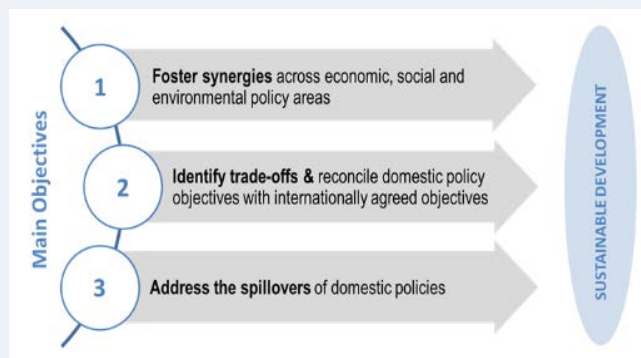 Main Objectives
1
Foster synergies across economic, social and
environmental policy areas
2
Identify trade-offs & reconcile domestic policy
objectives with internationally agreed objectives
3
Address the spillovers of domestic policies
SUSTAINABLE DEVELOPMENT